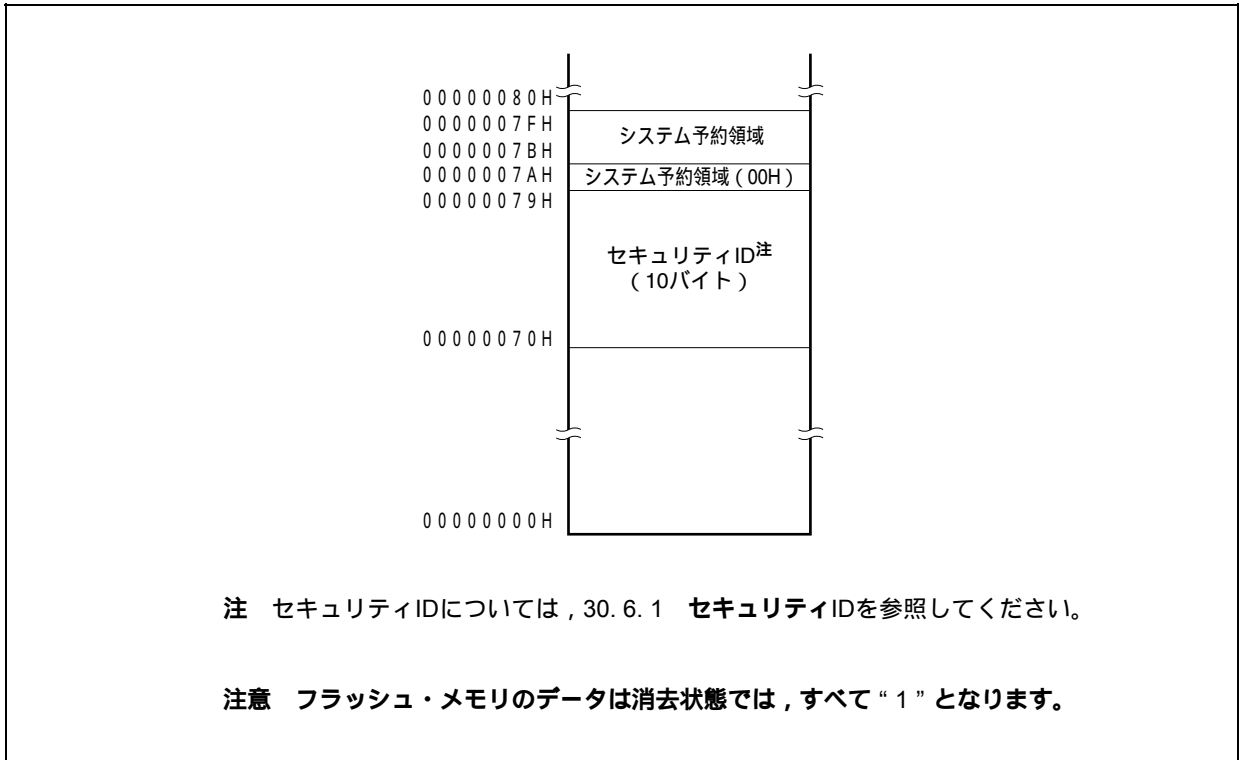 00000080H
0000007FH
システム予約領域
0000007BH
0000007AH
システム予約領域（00H）
00000079H
セキュリティID注
（10バイト）
00000070H
00000000H
注　セキュリティIDについては，30. 6. 1　セキュリティIDを参照してください。
注意　フラッシュ・メモリのデータは消去状態では，すべて“1”となります。